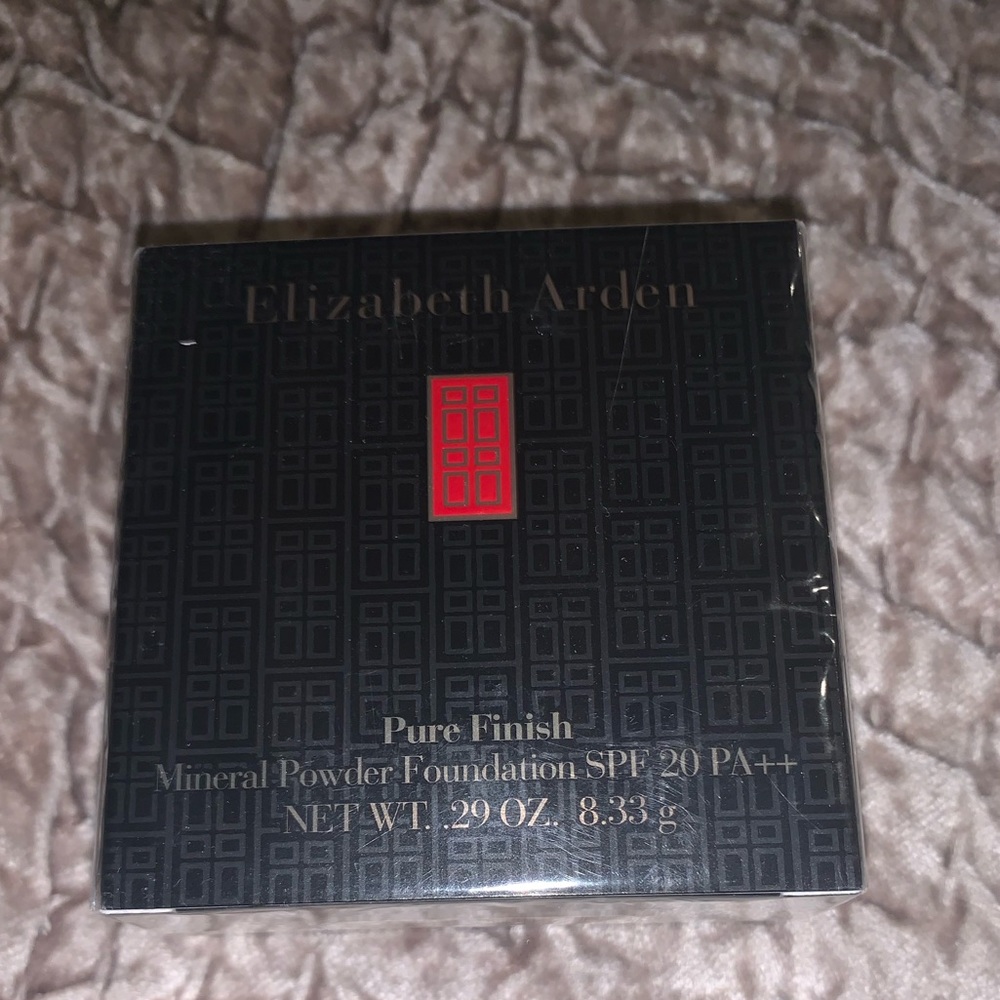 Elizabeth Arden
Pure Finish
Mineral Powder Foundation SPF 20 PA++
NET WT. .29 OZ. 8.33 g